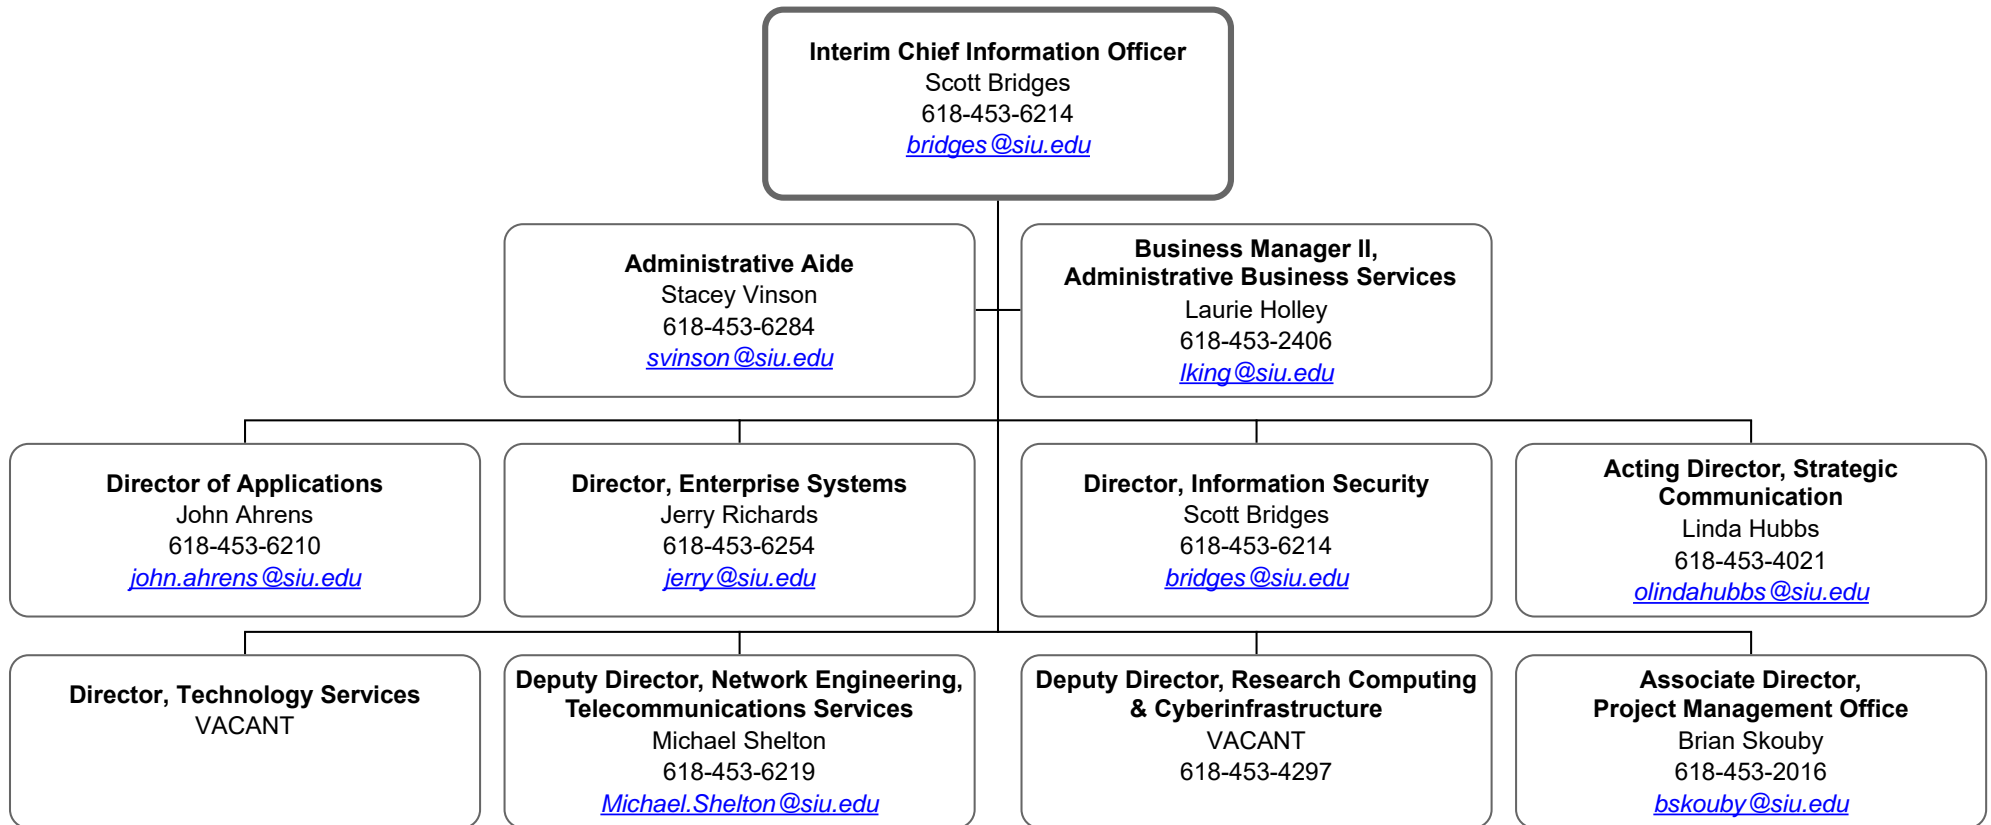 Interim Chief Information Officer
Scott Bridges
618-453-6214
bridges@siu.edu
Administrative Aide
Stacey Vinson
618-453-6284
svinson@siu.edu
Business Manager II,
Administrative Business Services
Laurie Holley
618-453-2406
lking@siu.edu
Director of Applications
John Ahrens
618-453-6210
john.ahrens@siu.edu
Director, Enterprise Systems
Jerry Richards
618-453-6254
jerry@siu.edu
Director, Information Security
Scott Bridges
618-453-6214
bridges@siu.edu
Acting Director, Strategic
Communication
Linda Hubbs
618-453-4021
olindahubbs@siu.edu
Director, Technology Services
VACANT
Deputy Director, Network Engineering,
Telecommunications Services
Michael Shelton
618-453-6219
Michael.Shelton@siu.edu
Deputy Director, Research Computing
& Cyberinfrastructure
VACANT
618-453-4297
Associate Director,
Project Management Office
Brian Skouby
618-453-2016
bskouby@siu.edu